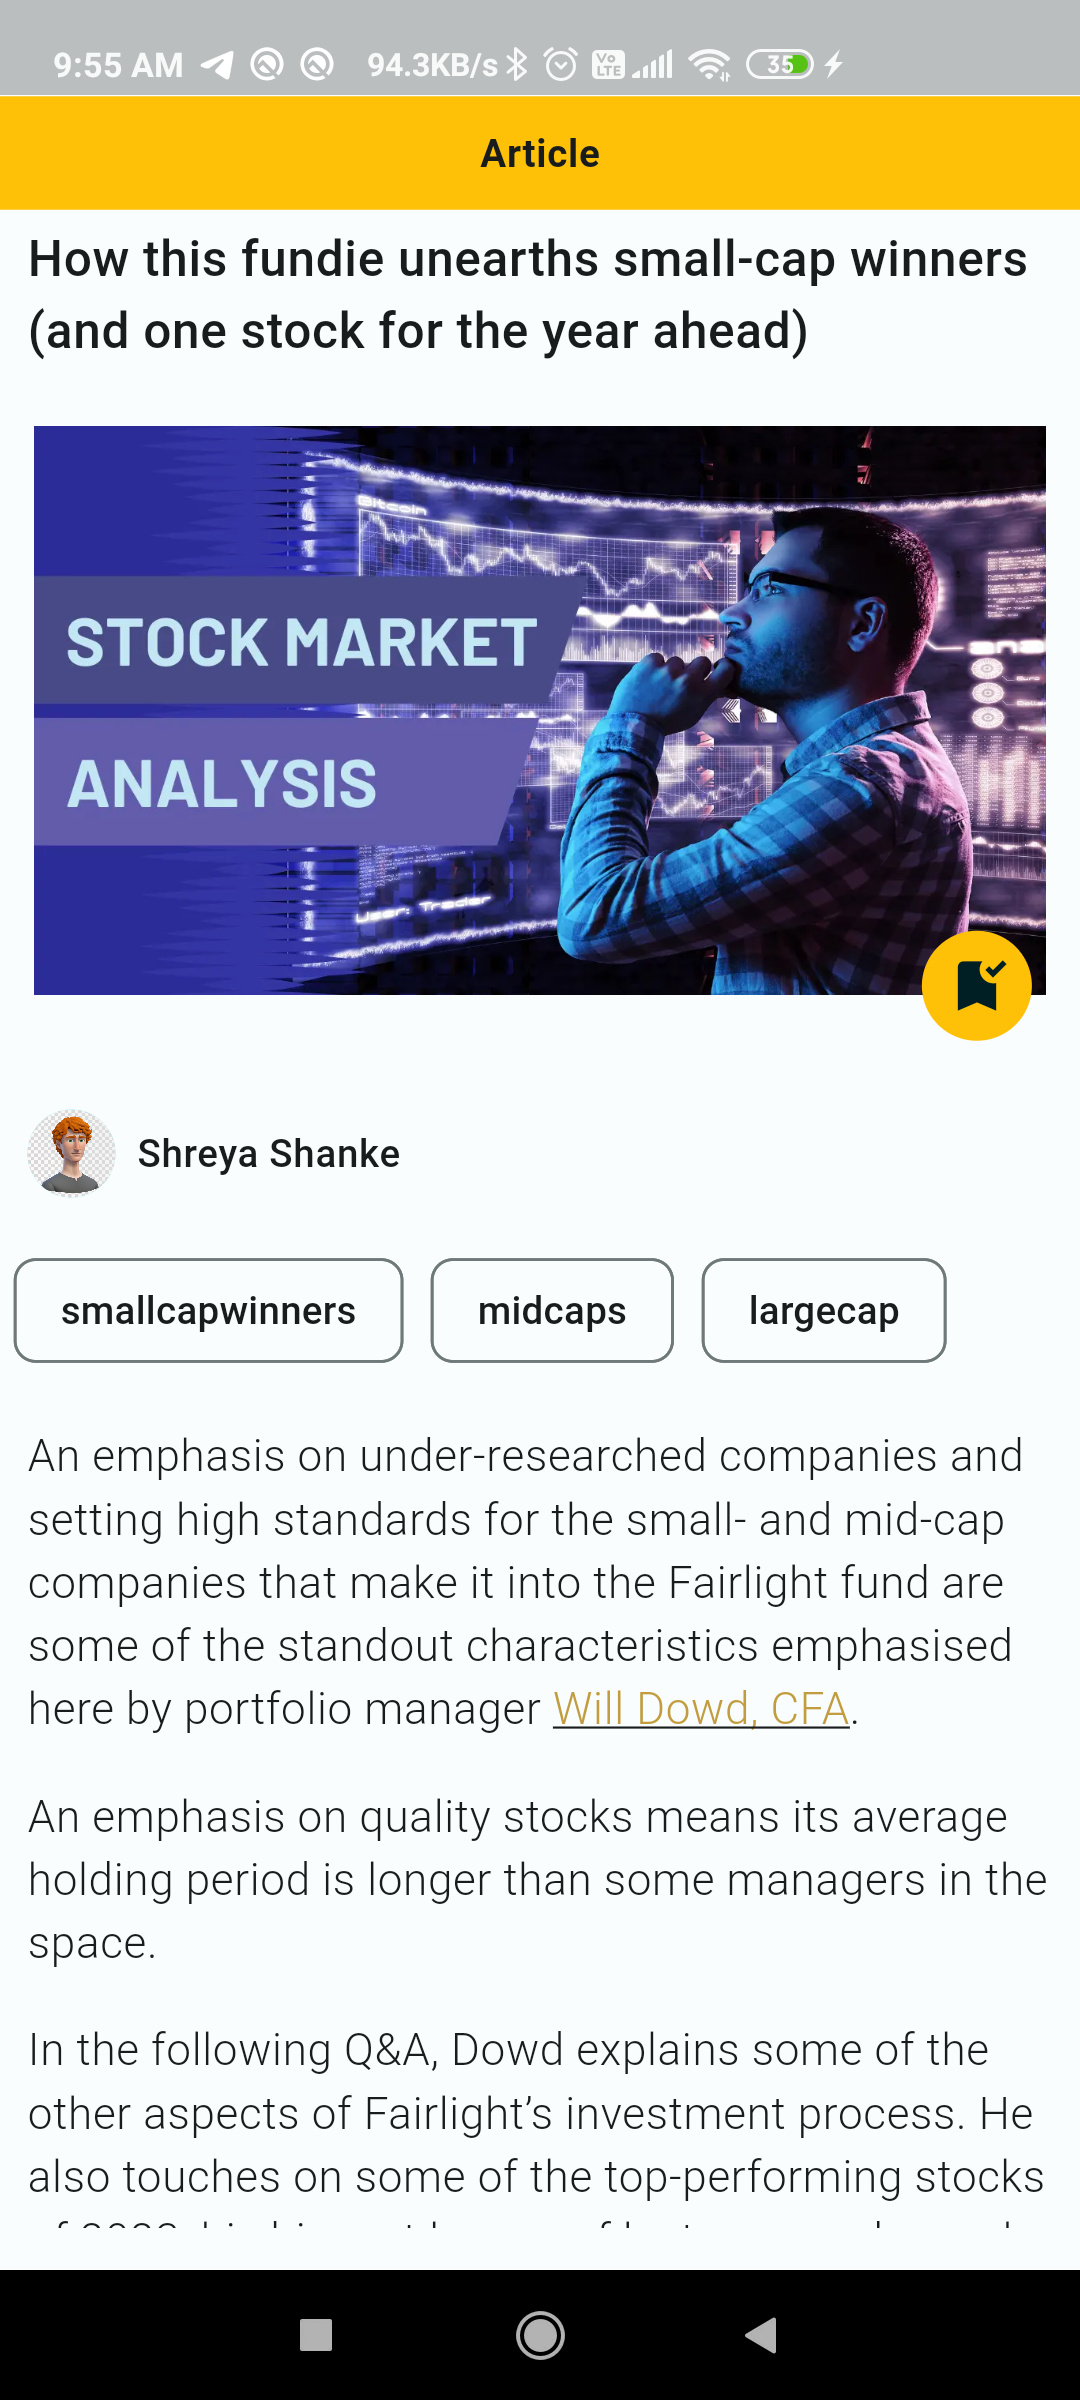 9:55 AM 94.3KB/s Vo LTE 35
Article
How this fundie unearths small-cap winners
(and one stock for the year ahead)
Bitcoin
STOCK MARKET
ANALYSIS
User: Trader
Shreya Shanke
smallcapwinners midcaps largecap
An emphasis on under-researched companies and
setting high standards for the small- and mid-cap
companies that make it into the Fairlight fund are
some of the standout characteristics emphasised
here by portfolio manager Will Dowd, CFA.
An emphasis on quality stocks means its average
holding period is longer than some managers in the
space.
In the following Q&A, Dowd explains some of the
other aspects of Fairlight’s investment process. He
also touches on some of the top-performing stocks